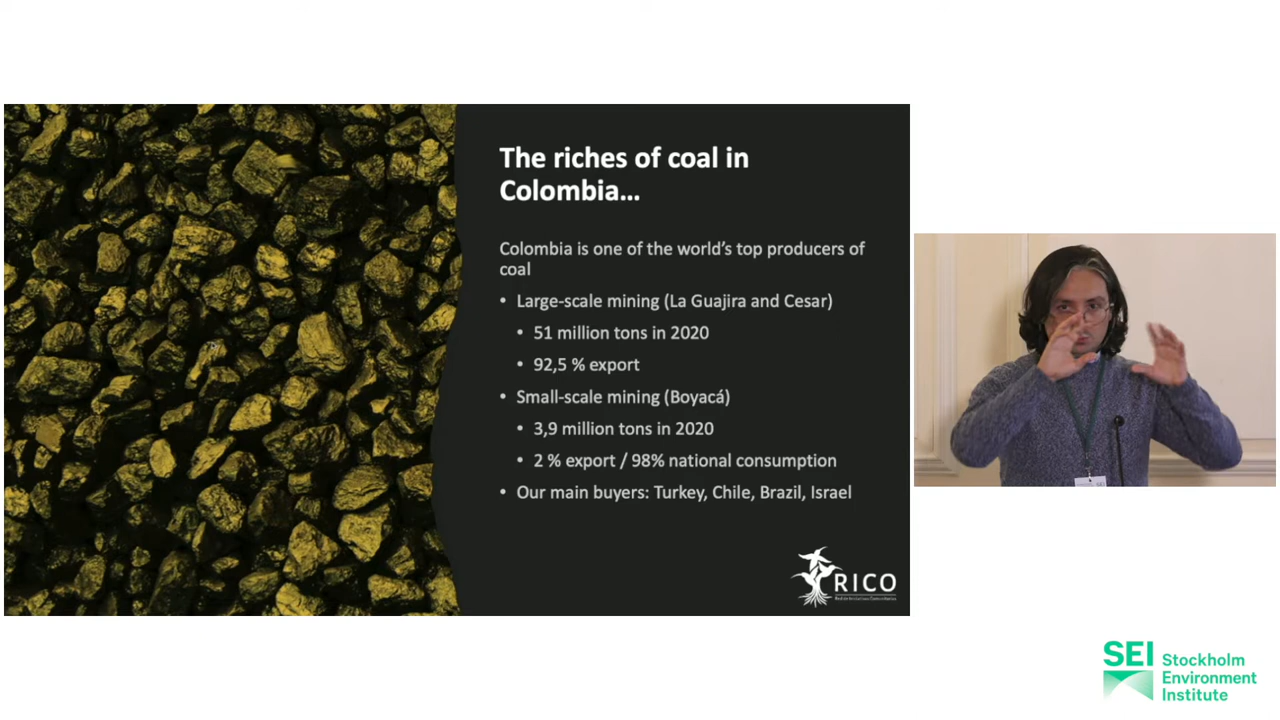 The riches of coal in
Colombia...
Colombia is one of the world's top producers of
coal
• Large-scale mining (La Guajira and Cesar)
• 51 million tons in 2020
• 92,5 % export
• Small-scale mining (Boyacá)
• 3,9 million tons in 2020
• 2 % export / 98% national consumption
• Our main buyers: Turkey, Chile, Brazil, Israel
RICO
SEI
SEI Stockholm
Environment
Institute